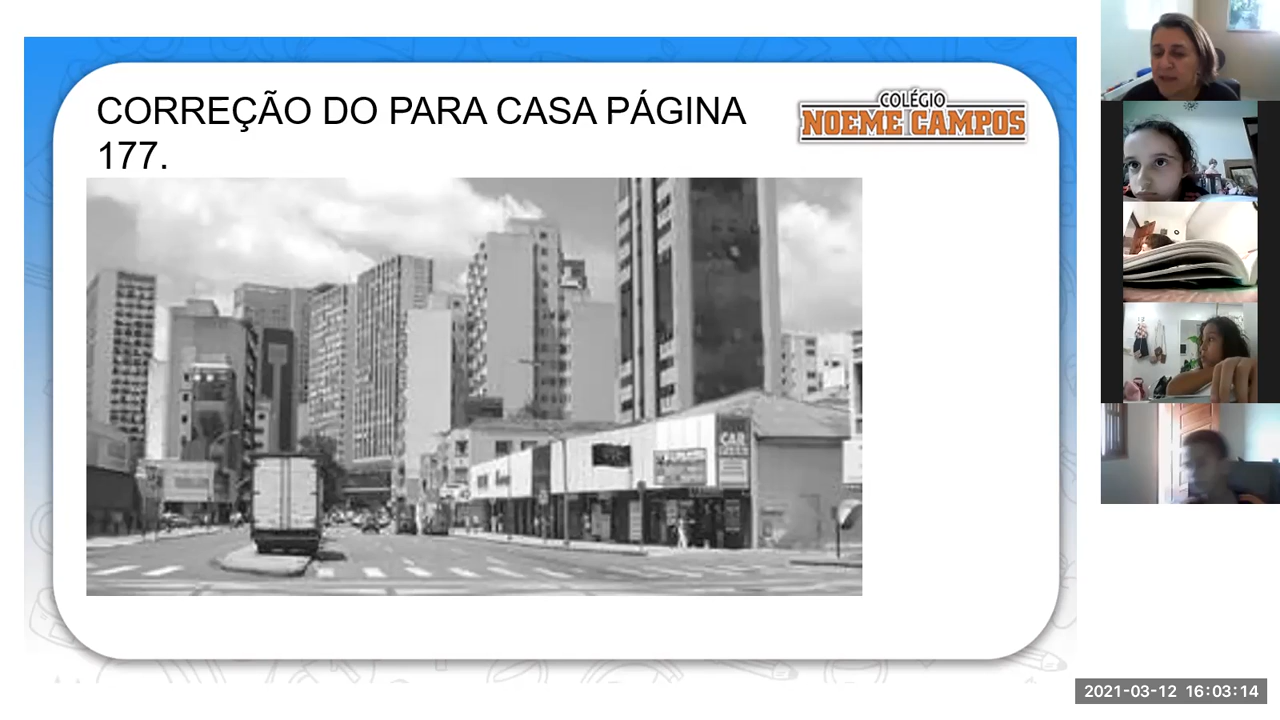 CORREÇÃO DO PARA CASA PÁGINA
177.
COLÉGIO
NOEME CAMPOS
CAR
2021-03-12 16:03:14